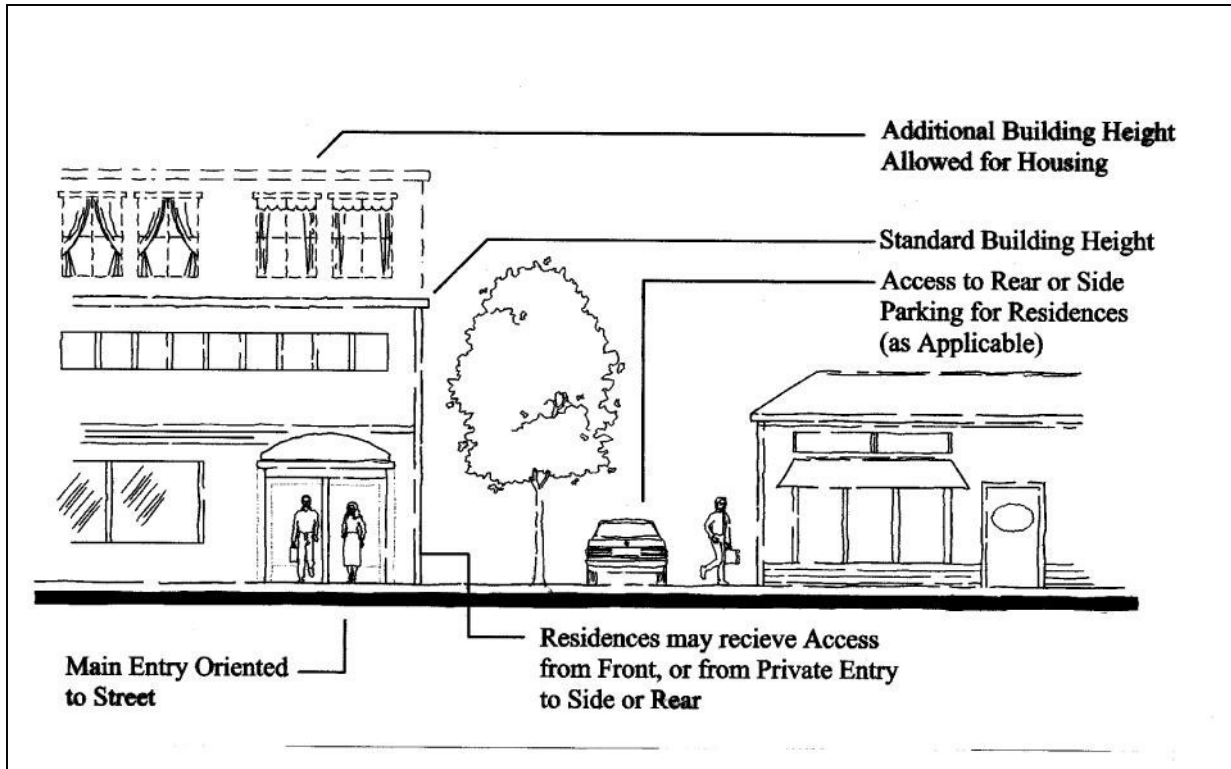 Additional Building Height
Allowed for Housing
Standard Building Height
Access to Rear or Side
Parking for Residences
(as Applicable)
Main Entry Oriented
to Street
Residences may recieve Access
from Front, or from Private Entry
to Side or Rear